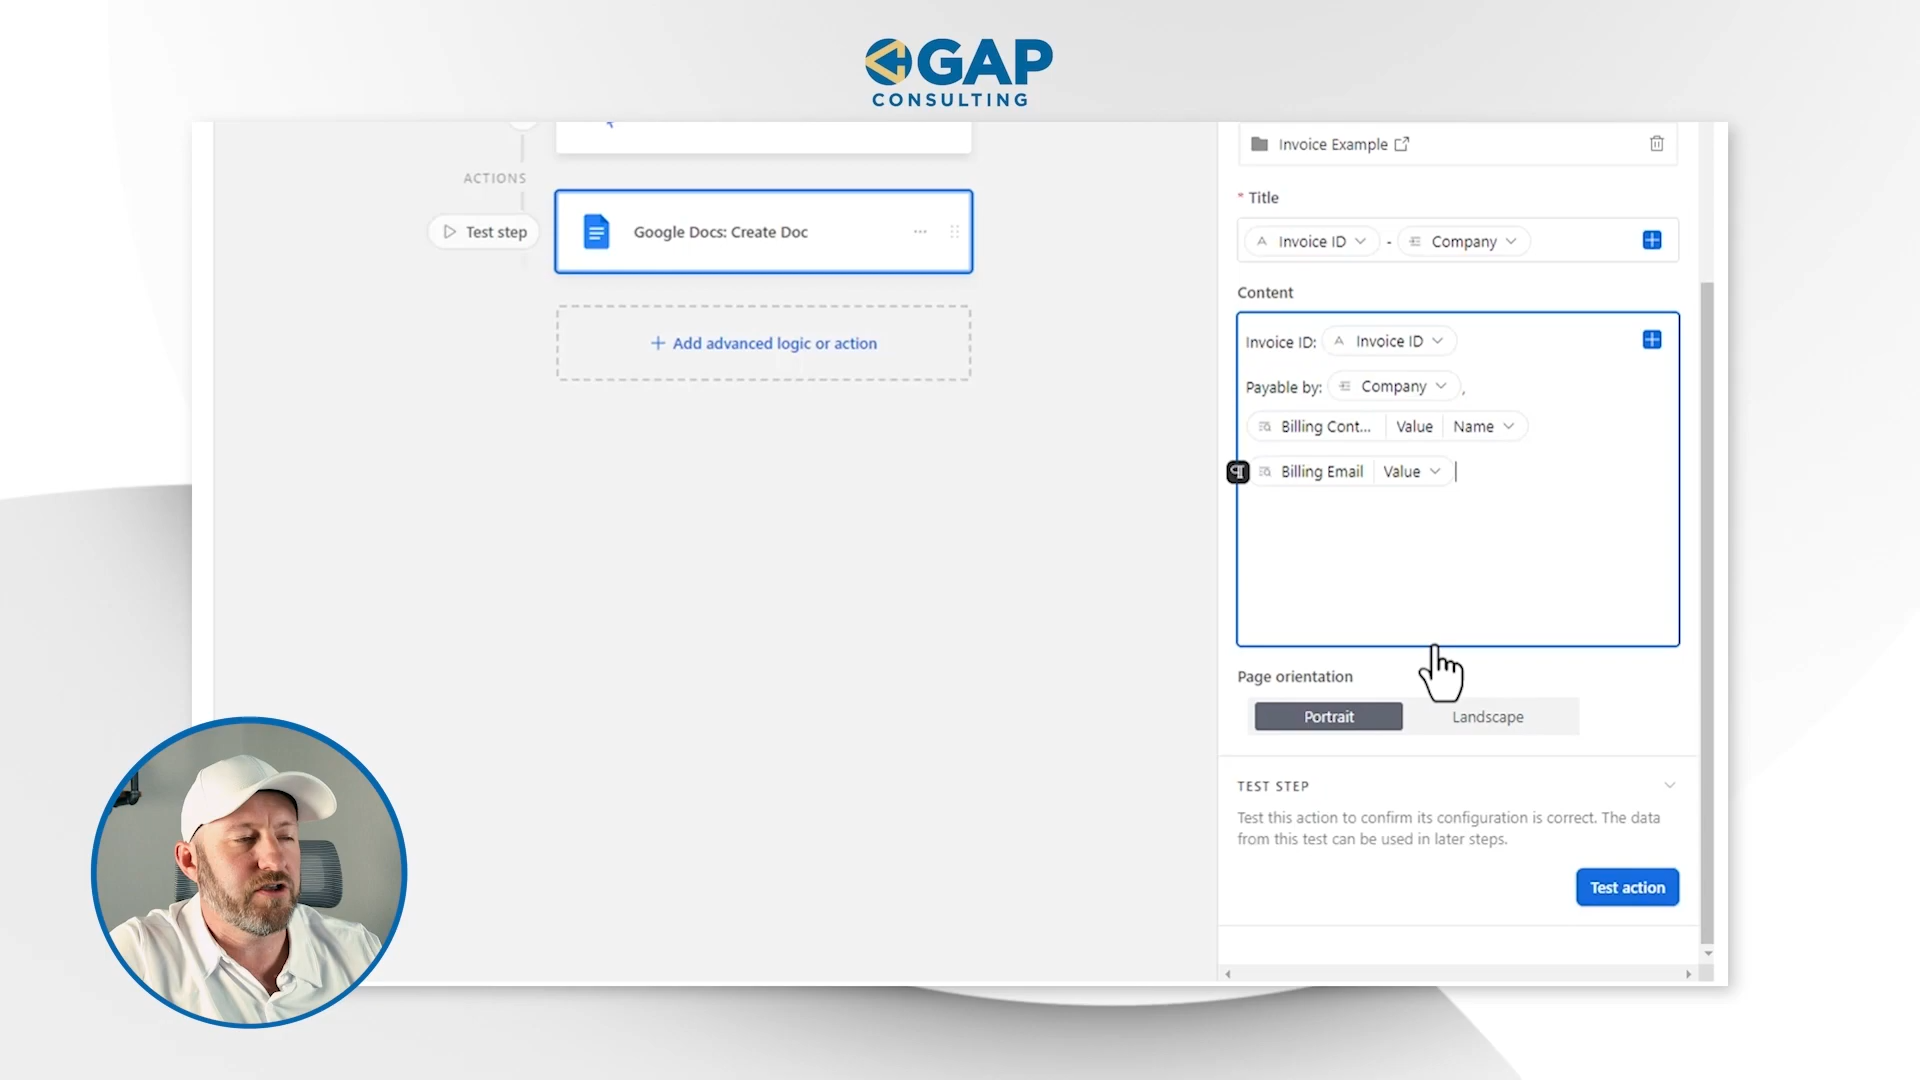 GAP
CONSULTING
ACTIONS
Test step
Google Docs: Create Doc
Add advanced logic or action
Invoice Example
* Title
Invoice ID - Company
Content
Invoice ID: Invoice ID
Payable by: Company ,
Billing Cont... Value Name
Billing Email Value
Page orientation
Portrait Landscape
TEST STEP
Test this action to confirm its configuration is correct. The data
from this test can be used in later steps.
Test action